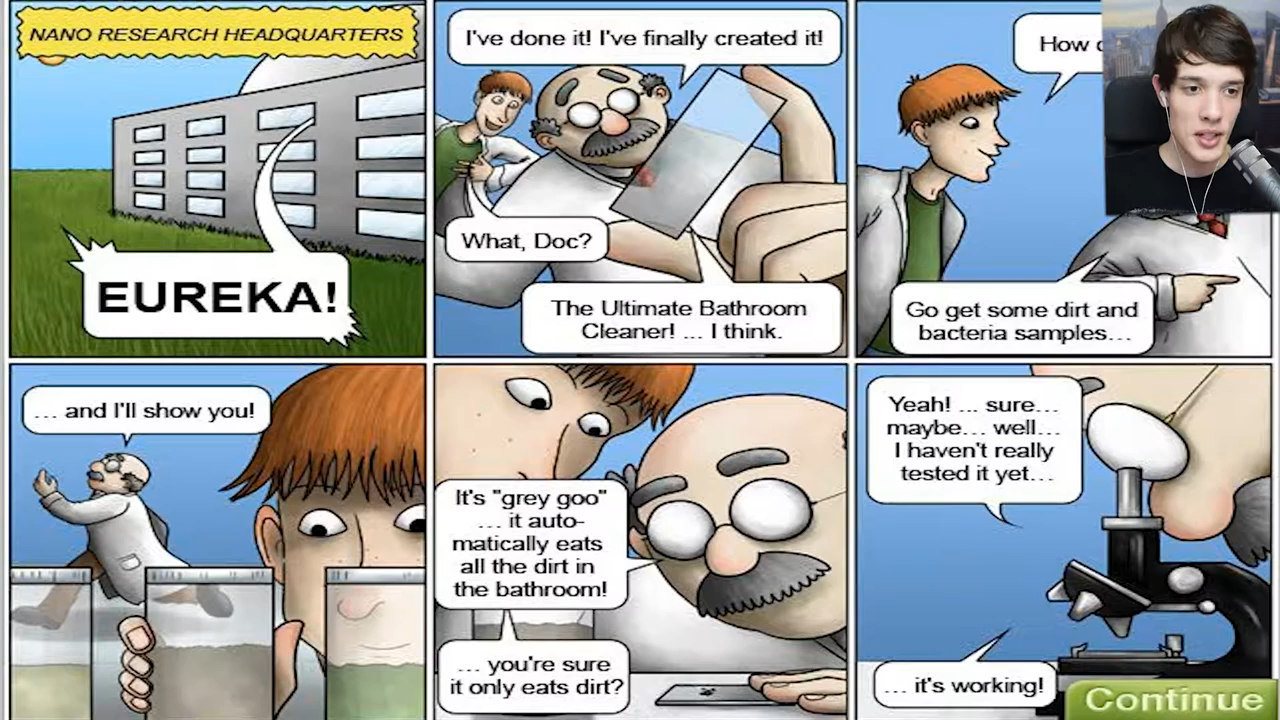 NANO RESEARCH HEADQUARTERS
EUREKA!
I've done it! I've finally created it!
What, Doc?
The Ultimate Bathroom
Cleaner! ... I think.
How
Go get some dirt and
bacteria samples...
... and I'll show you!
It's "grey goo"
... it auto-
matically eats
all the dirt in
the bathroom!
... you're sure
it only eats dirt?
Yeah! ... sure...
maybe... well...
I haven't really
tested it yet...
... it's working!
Continue